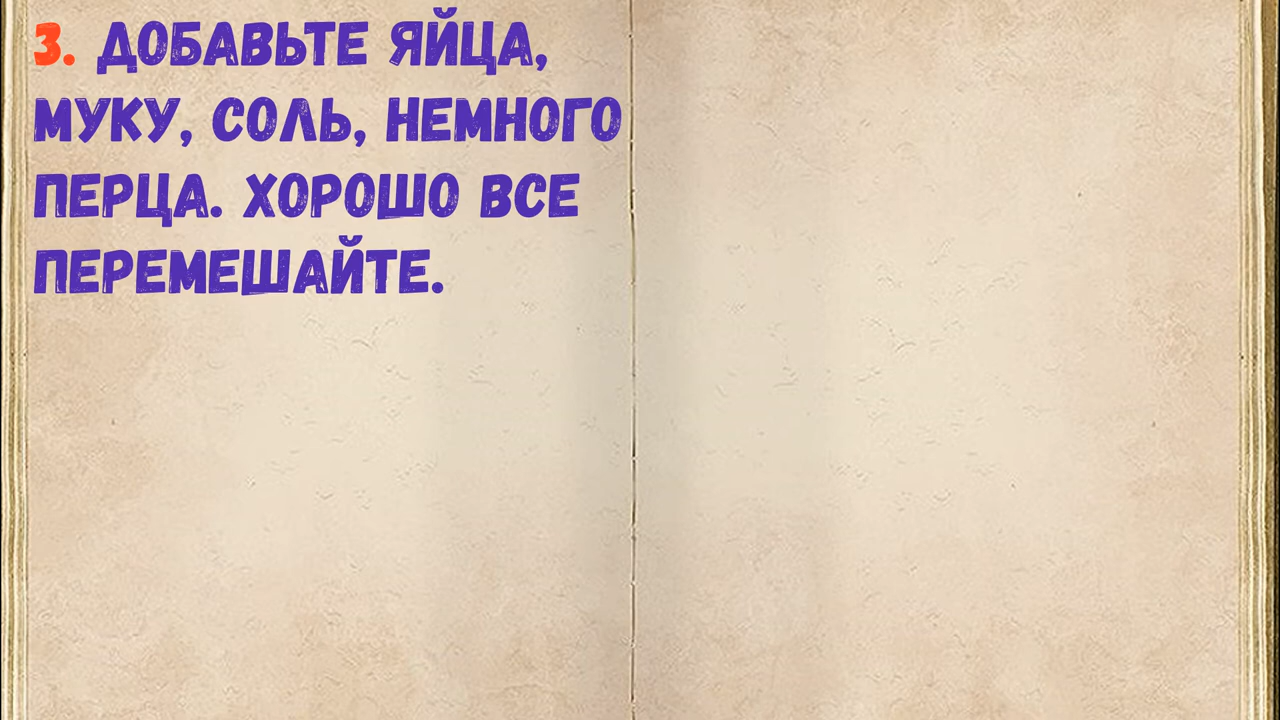 3. ДОБАВЬТЕ ЯЙЦА,
МУКУ, СОЛЬ, НЕМНОГО
ПЕРЦА. ХОРОШО ВСЕ
ПЕРЕМЕШАЙТЕ.